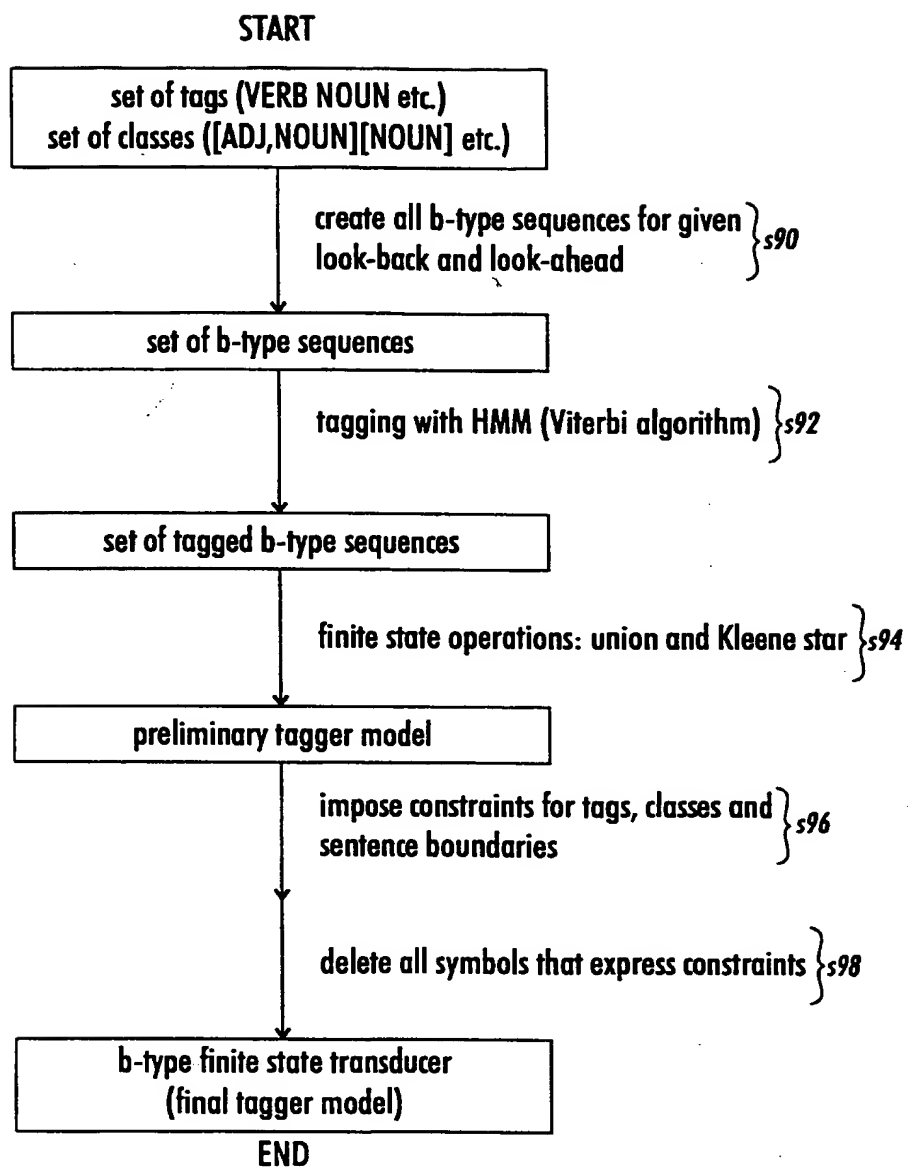 START
set of tags (VERB NOUN etc.)
set of classes ([ADJ,NOUN][NOUN] etc.)
create all b-type sequences for given
look-back and look-ahead
s90
set of b-type sequences
tagging with HMM (Viterbi algorithm)
s92
set of tagged b-type sequences
finite state operations: union and Kleene star
s94
preliminary tagger model
impose constraints for tags, classes and
sentence boundaries
s96
delete all symbols that express constraints
s98
b-type finite state transducer
(final tagger model)
END